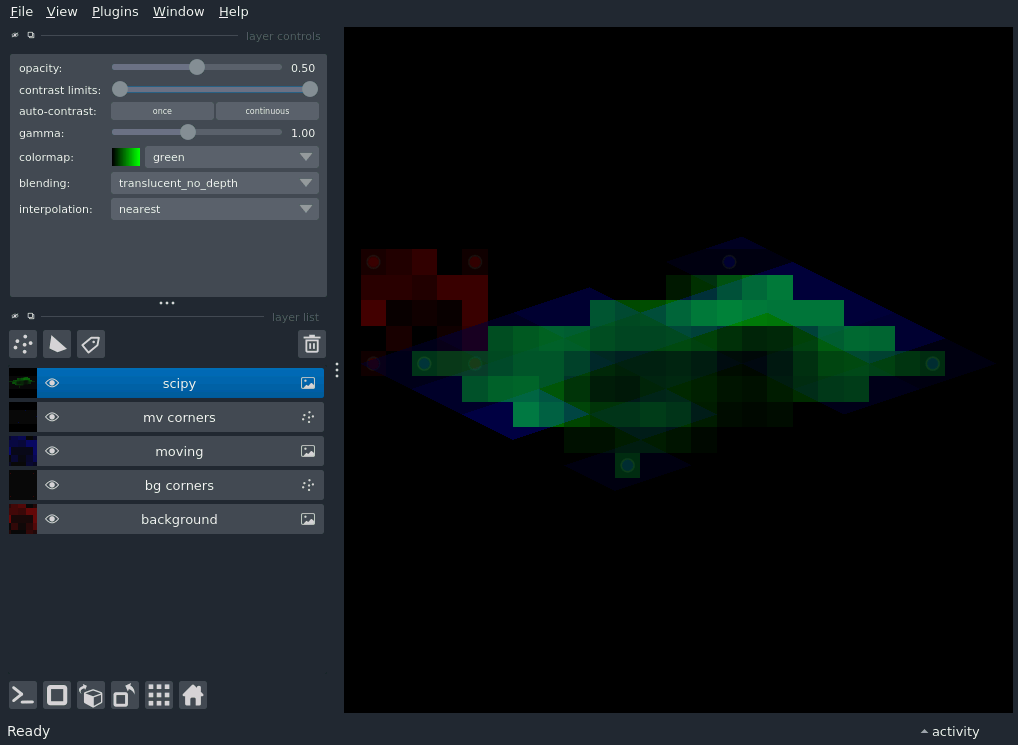 File View Plugins Window Help
layer controls
opacity: 0.50
contrast limits:
auto-contrast: once continuous
gamma: 1.00
colormap: green
blending: translucent_no_depth
interpolation: nearest
layer list
scipy
mv corners
moving
bg corners
background
Ready
activity